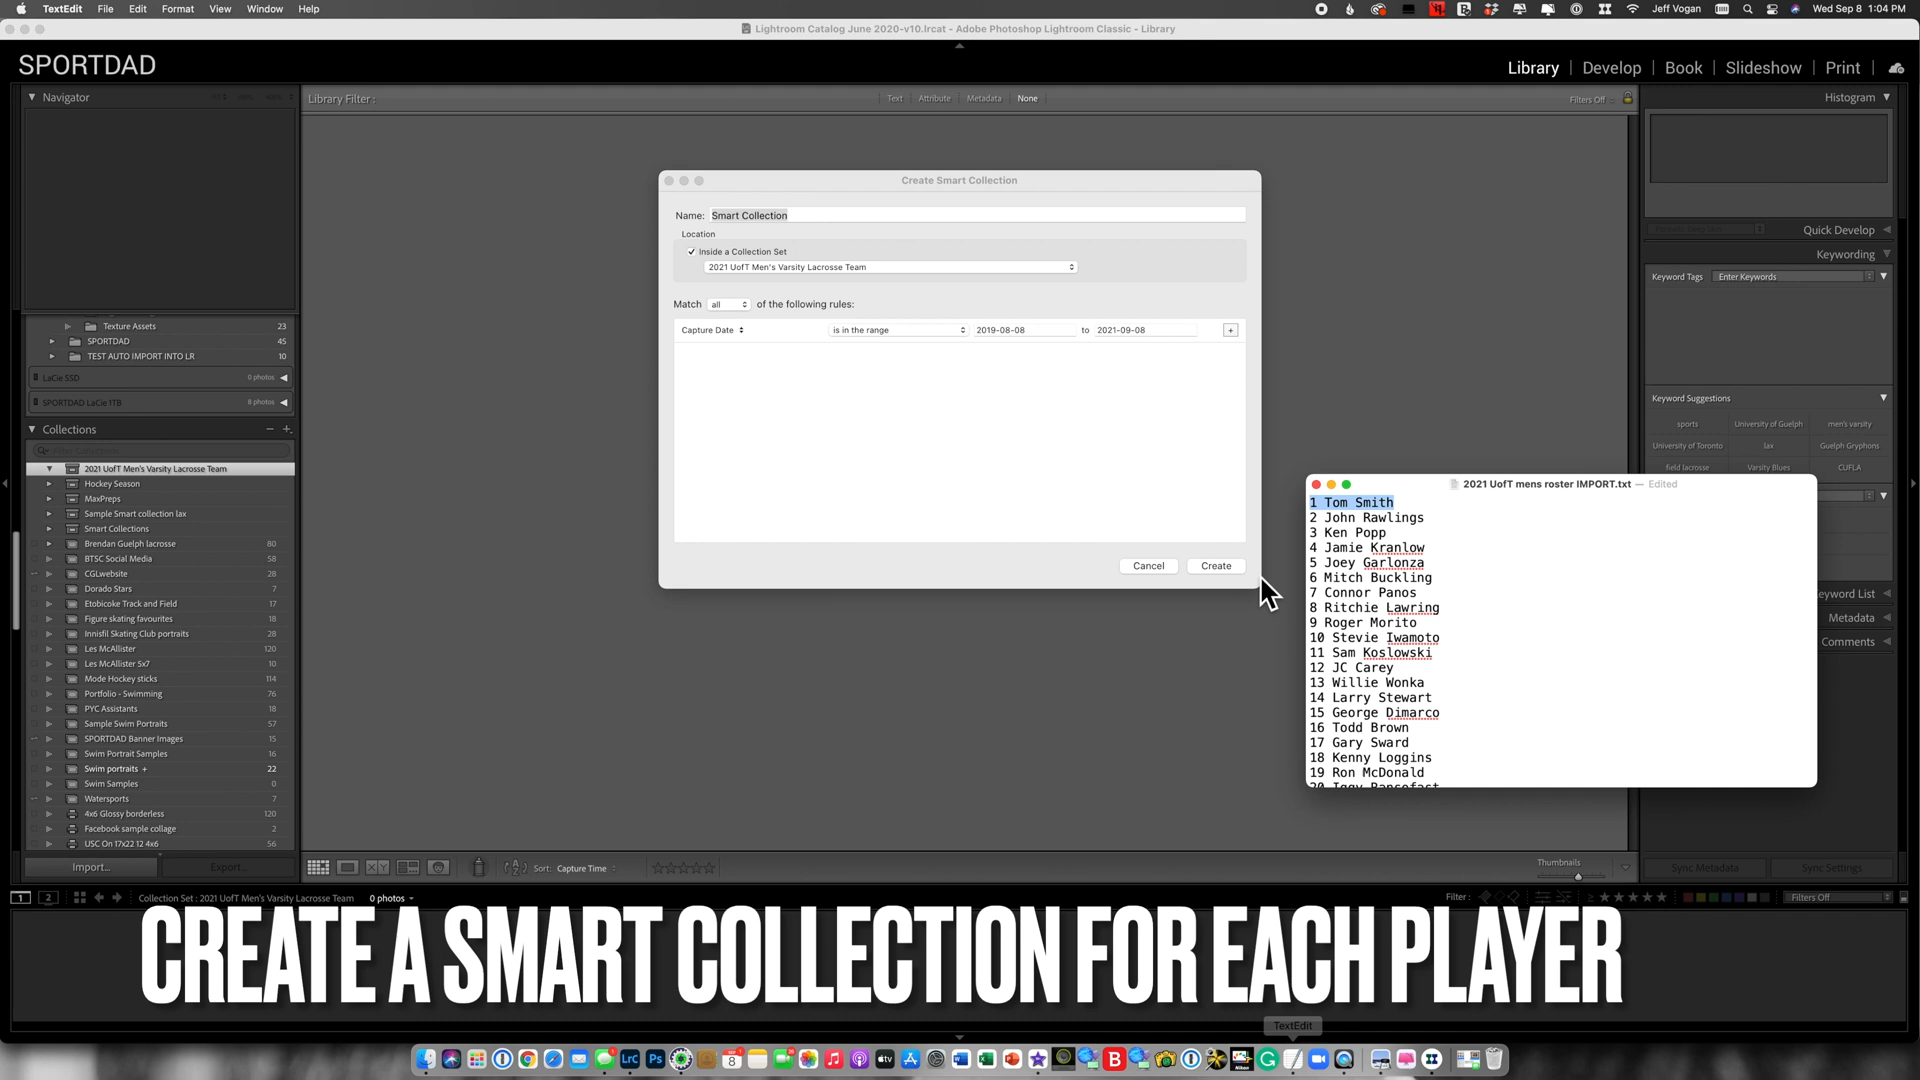 TextEdit File Edit Format View Window Help
Jeff Vogan Wed Sep 8 1:04 PM
Lightroom Catalog June 2020-v10.lrcat - Adobe Photoshop Lightroom Classic - Library
SPORTDAD
Library | Develop | Book | Slideshow | Print
Navigator
Library Filter :
Text Attribute Metadata None
Filters Off
Histogram
Create Smart Collection
Name: Smart Collection
Location
Inside a Collection Set
2021 UofT Men's Varsity Lacrosse Team
Match all of the following rules:
Capture Date is in the range 2019-08-08 to 2021-09-08 +
Cancel Create
Texture Assets 23
SPORTDAD 45
TEST AUTO IMPORT INTO LR 10
LaCie SSD 0 photos
SPORTDAD LaCie 1TB 8 photos
Collections
2021 UofT Men's Varsity Lacrosse Team
Hockey Season
MaxPreps
Sample Smart collection lax
Smart Collections
Brendan Guelph lacrosse 80
BTSC Social Media 58
CGLwebsite 28
Dorado Stars 7
Etobicoke Track and Field 17
Figure skating favourites 18
Innisfil Skating Club portraits 28
Les McAllister 120
Les McAllister 5x7 10
Mode Hockey sticks 114
Portfolio - Swimming 76
PYC Assistants 18
Sample Swim Portraits 57
SPORTDAD Banner Images 15
Swim Portrait Samples 16
Swim portraits + 22
Swim Samples 0
Watersports 7
4x6 Glossy borderless 120
Facebook sample collage 2
USC On 17x22 12 4x6 56
Import... Export...
Quick Develop
Keywording
Keyword Tags Enter Keywords
Keyword Suggestions
sports University of Guelph men's varsity
University of Toronto lax Guelph Gryphons
field lacrosse Varsity Blues CUFLA
eyword List
Metadata
Comments
2021 UofT mens roster IMPORT.txt — Edited
1 Tom Smith
2 John Rawlings
3 Ken Popp
4 Jamie Kranlow
5 Joey Garlonza
6 Mitch Buckling
7 Connor Panos
8 Ritchie Lawring
9 Roger Morito
10 Stevie Iwamoto
11 Sam Koslowski
12 JC Carey
13 Willie Wonka
14 Larry Stewart
15 George Dimarco
16 Todd Brown
17 Gary Sward
18 Kenny Loggins
19 Ron McDonald
Sort: Capture Time
Thumbnails
Sync Metadata Sync Settings
1 2 Collection Set : 2021 UofT Men's Varsity Lacrosse Team 0 photos
Filter : Filters Off
CREATE A SMART COLLECTION FOR EACH PLAYER
TextEdit